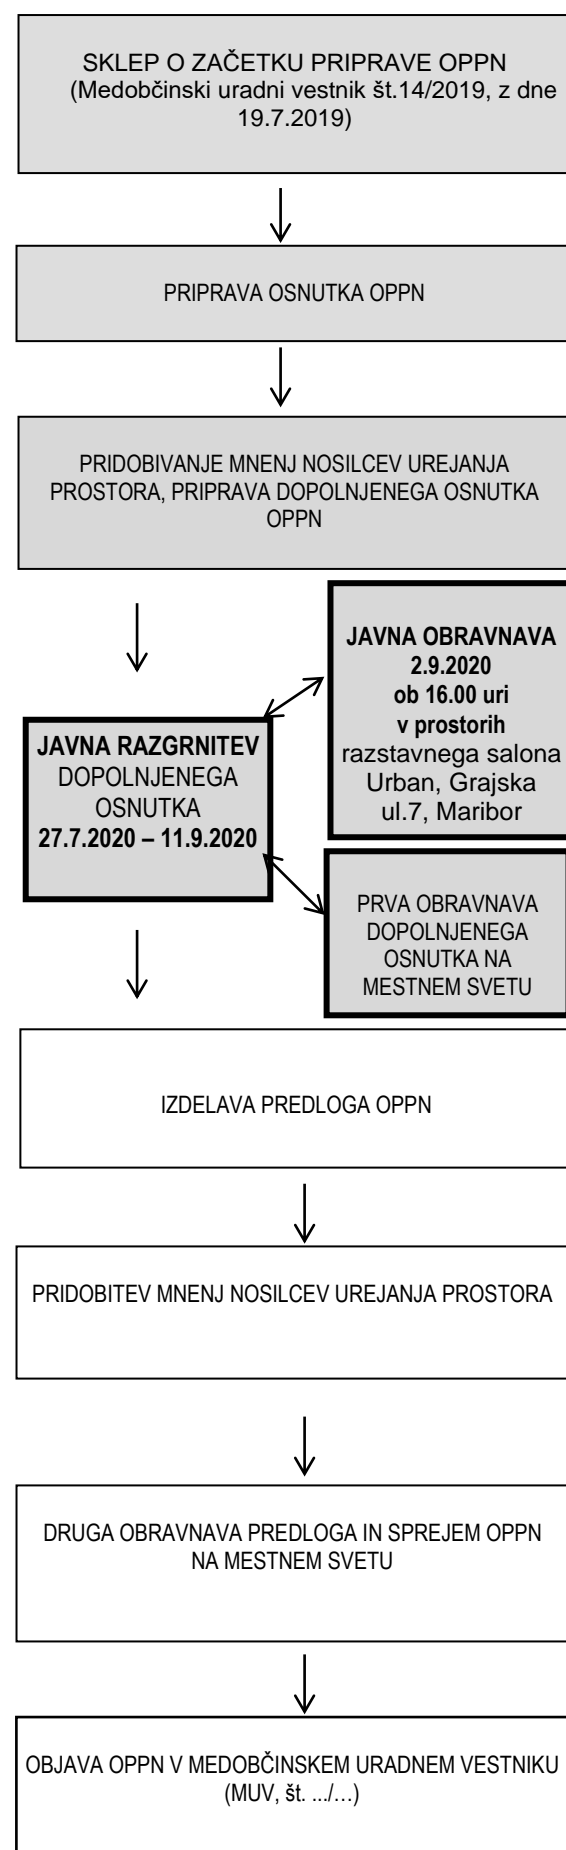 SKLEP O ZAČETKU PRIPRAVE OPPN
(Medobčinski uradni vestnik št.14/2019, z dne
19.7.2019)
PRIPRAVA OSNUTKA OPPN
PRIDOBIVANJE MNENJ NOSILCEV UREJANJA
PROSTORA, PRIPRAVA DOPOLNJENEGA OSNUTKA
OPPN
JAVNA OBRAVNAVA
2.9.2020
ob 16.00 uri
v prostorih
razstavnega salona
Urban, Grajska
ul.7, Maribor
JAVNA RAZGRNITEV
DOPOLNJENEGA
OSNUTKA
27.7.2020 – 11.9.2020
PRVA OBRAVNAVA
DOPOLNJENEGA
OSNUTKA NA
MESTNEM SVETU
IZDELAVA PREDLOGA OPPN
PRIDOBITEV MNENJ NOSILCEV UREJANJA PROSTORA
DRUGA OBRAVNAVA PREDLOGA IN SPREJEM OPPN
NA MESTNEM SVETU
OBJAVA OPPN V MEDOBČINSKEM URADNEM VESTNIKU
(MUV, št. .../…)